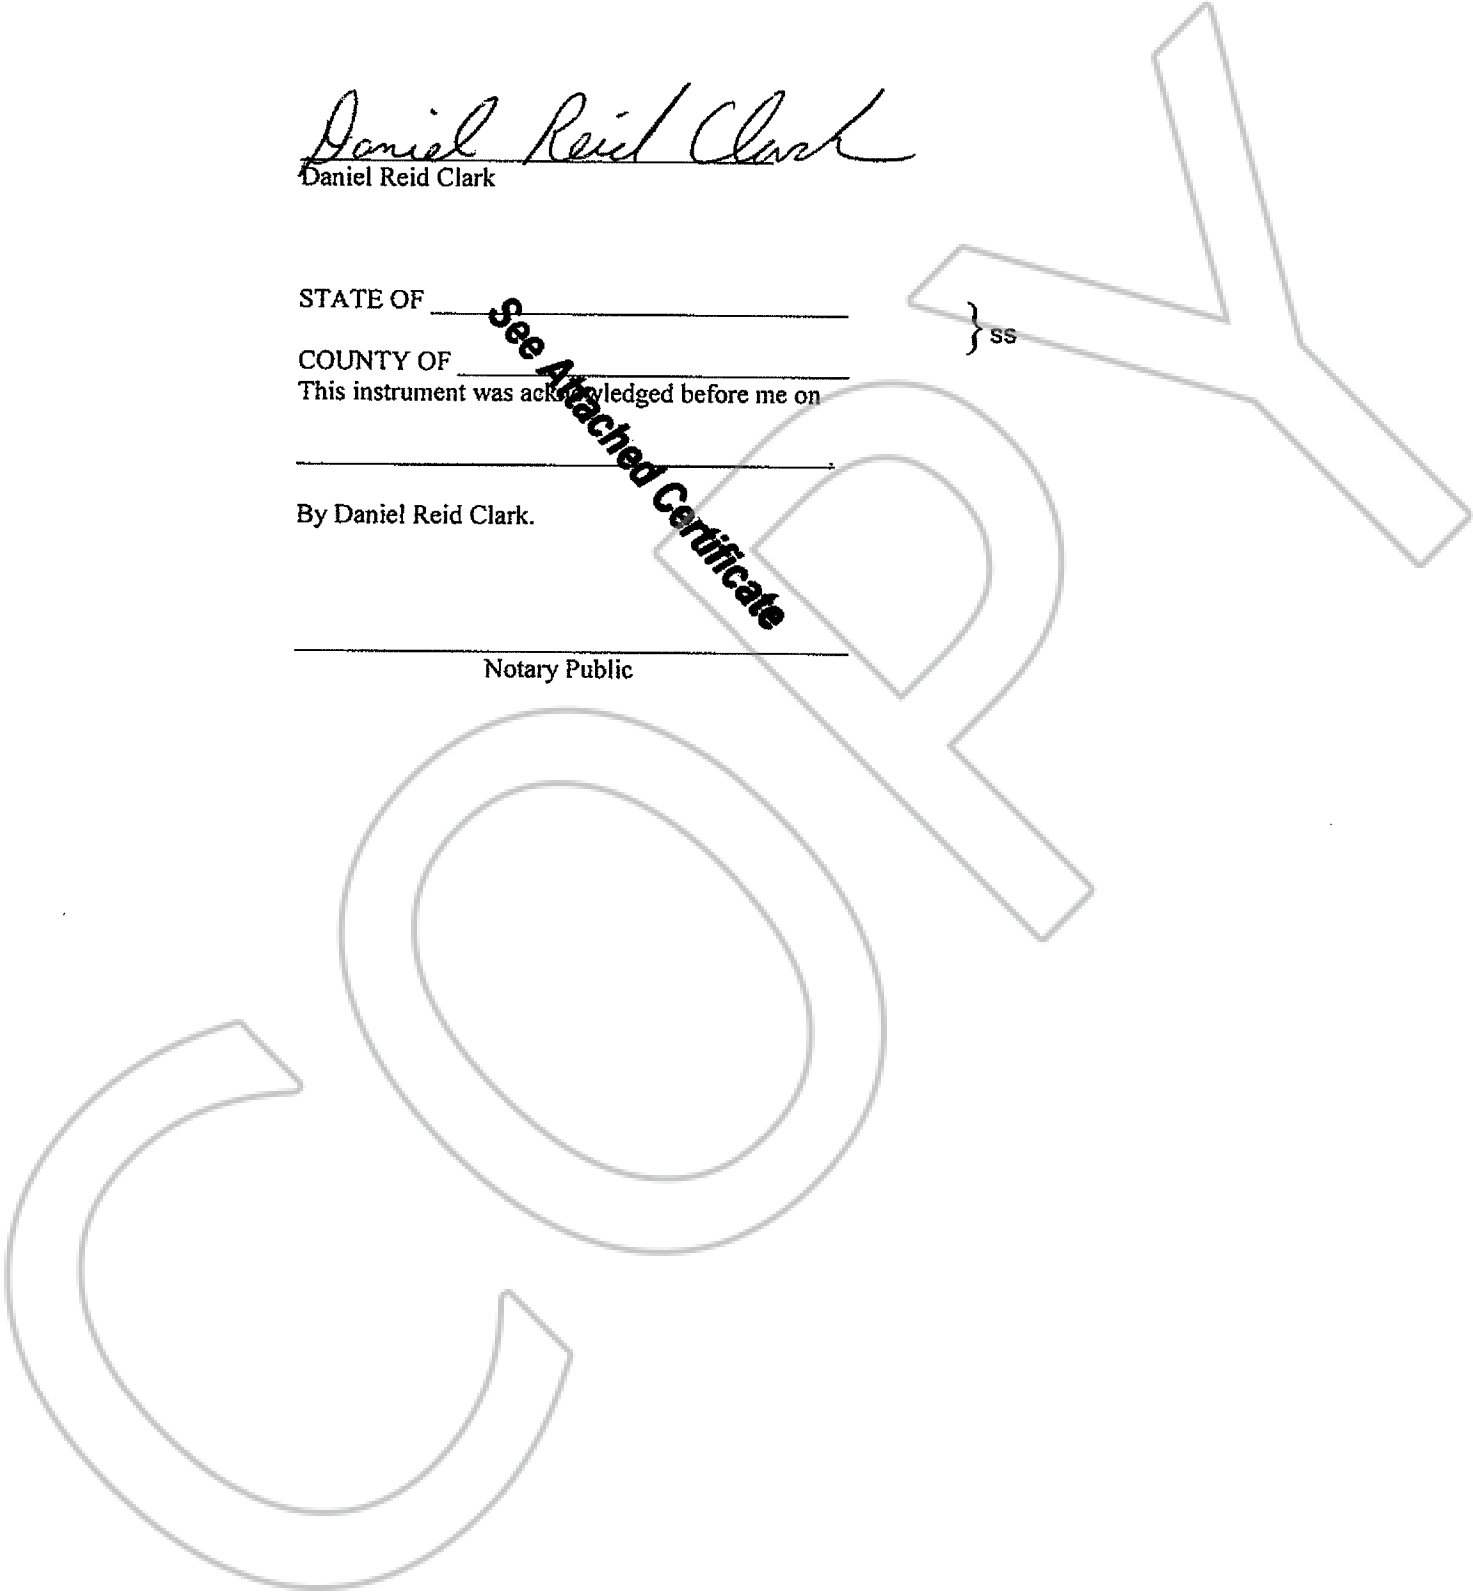 Daniel Reid Clark
Daniel Reid Clark
STATE OF
} ss
COUNTY OF
This instrument was acknowledged before me on
By Daniel Reid Clark.
Notary Public
See Attached Certificate
COPY